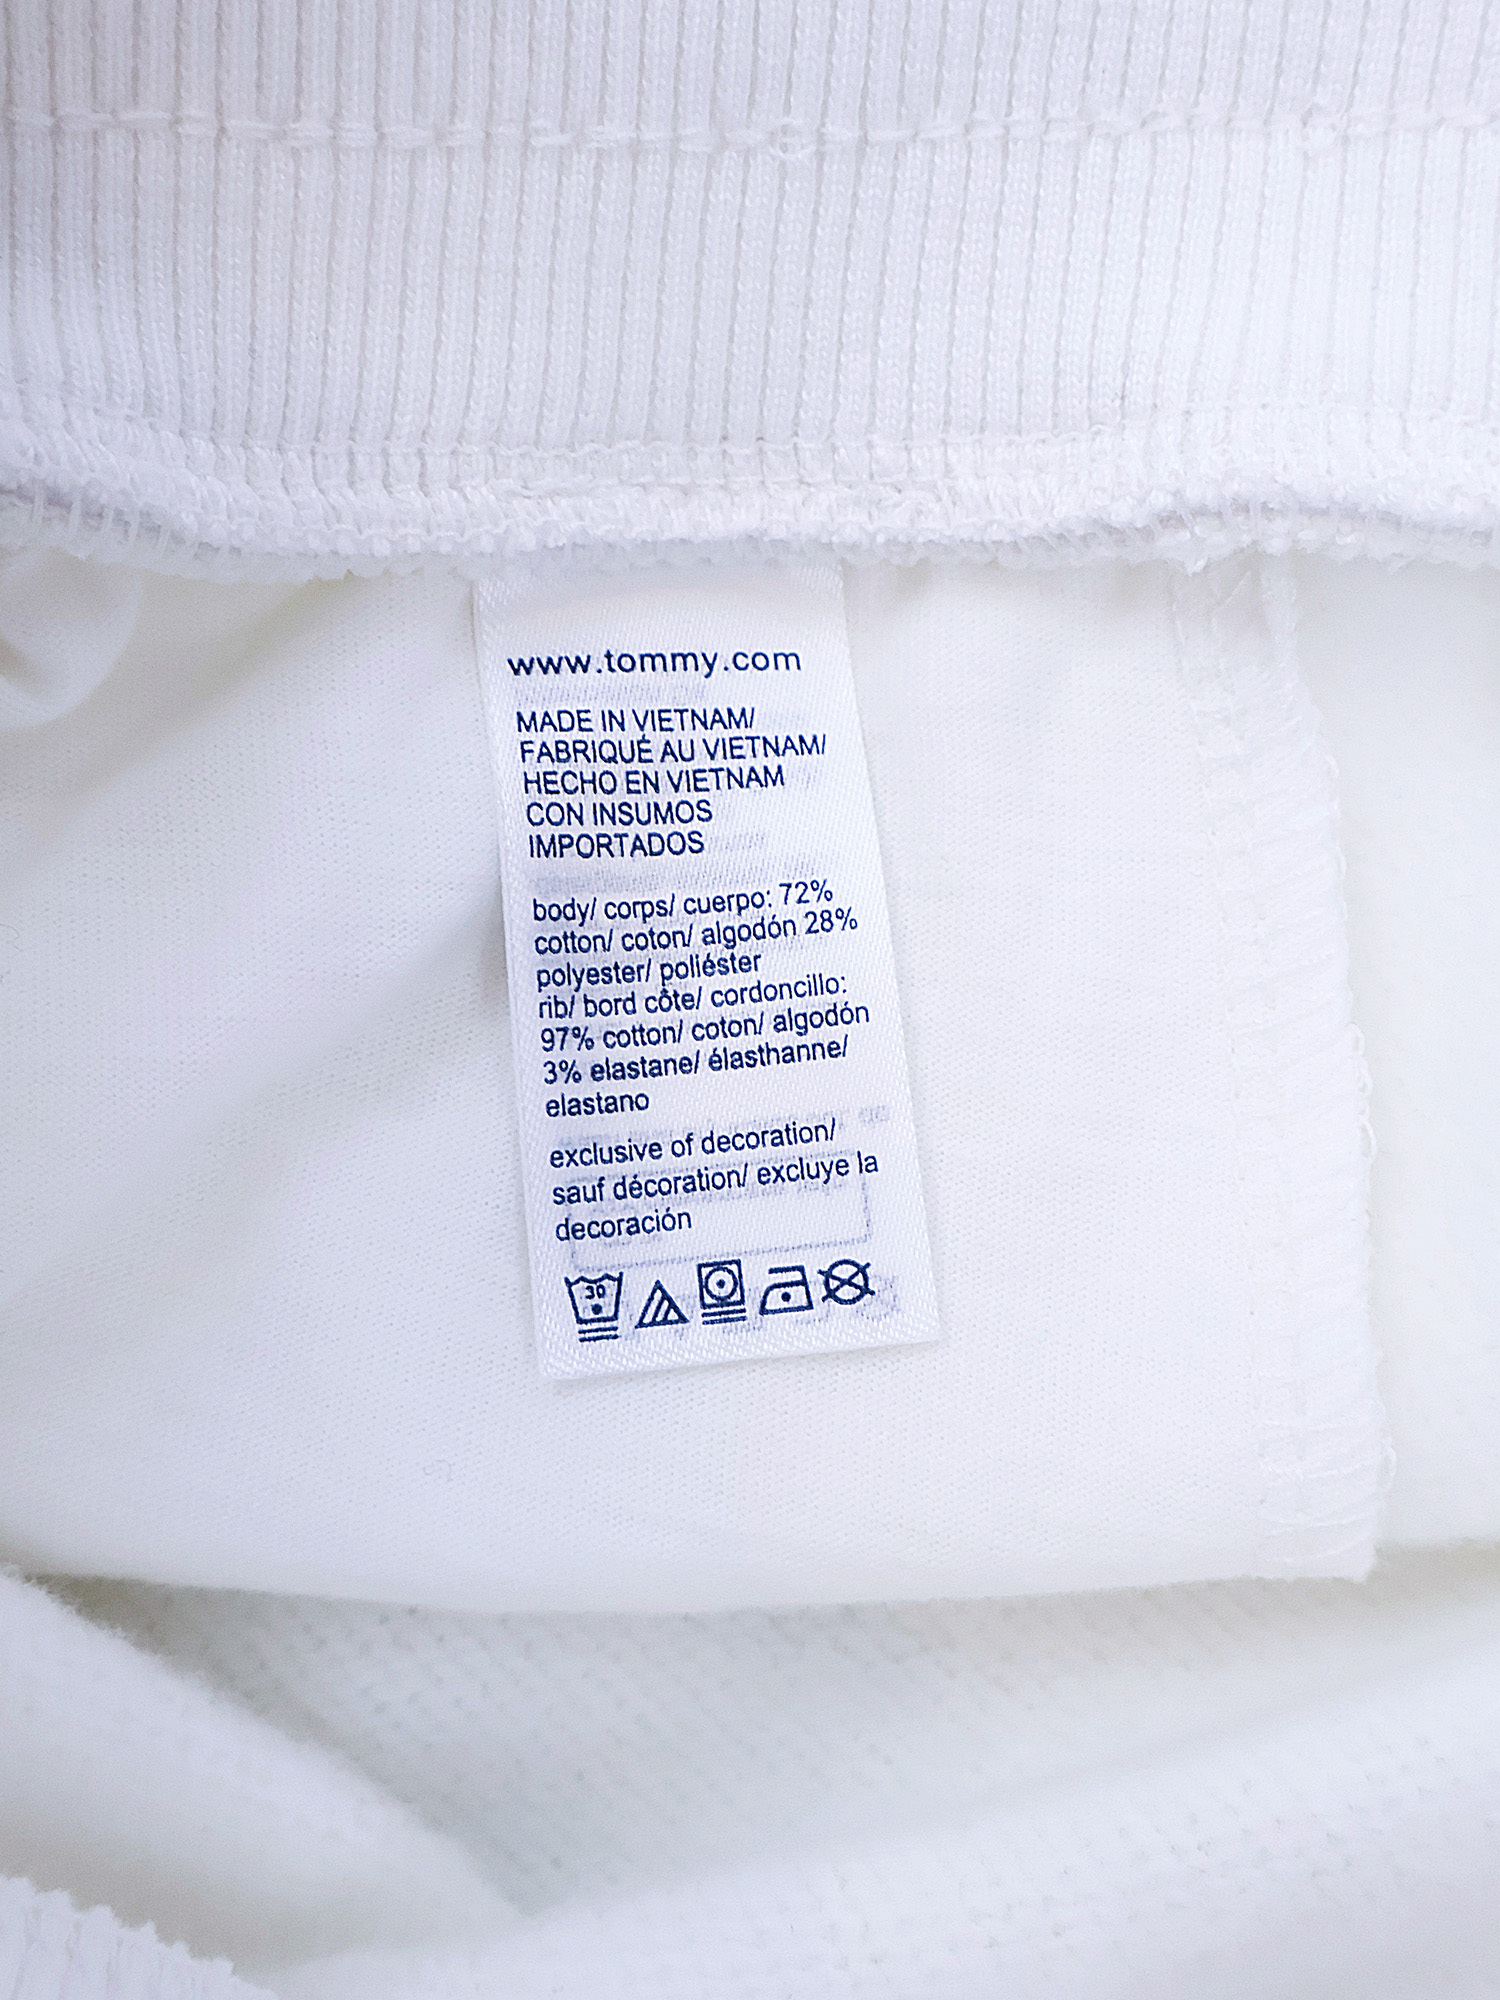 www.tommy.com
MADE IN VIETNAM/
FABRIQUÉ AU VIETNAM/
HECHO EN VIETNAM
CON INSUMOS
IMPORTADOS
body/ corps/ cuerpo: 72%
cotton/ coton/ algodón 28%
polyester/ poliéster
rib/ bord côte/ cordoncillo:
97% cotton/ coton/ algodón
3% elastane/ élasthanne/
elastano
exclusive of decoration/
sauf décoration/ excluye la
decoración
30